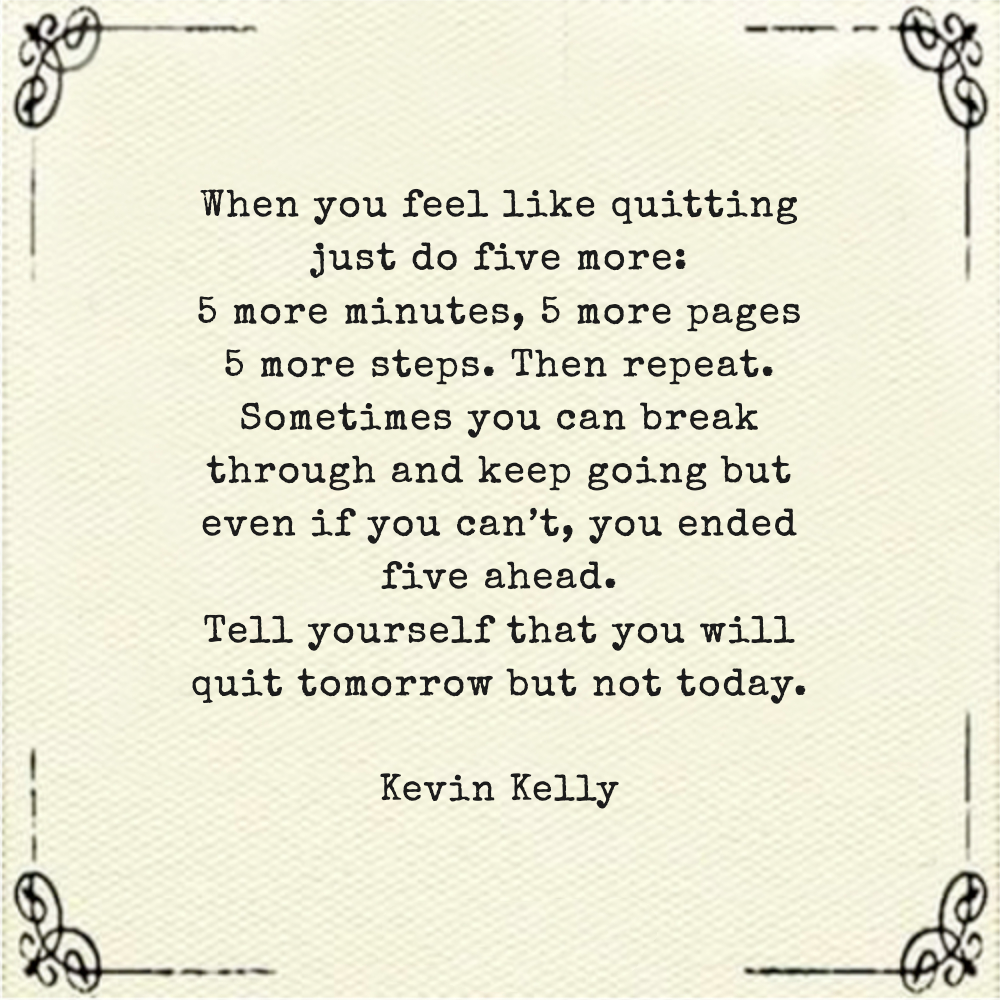 When you feel like quitting
just do five more:
5 more minutes, 5 more pages
5 more steps. Then repeat.
Sometimes you can break
through and keep going but
even if you can’t, you ended
five ahead.
Tell yourself that you will
quit tomorrow but not today.
Kevin Kelly